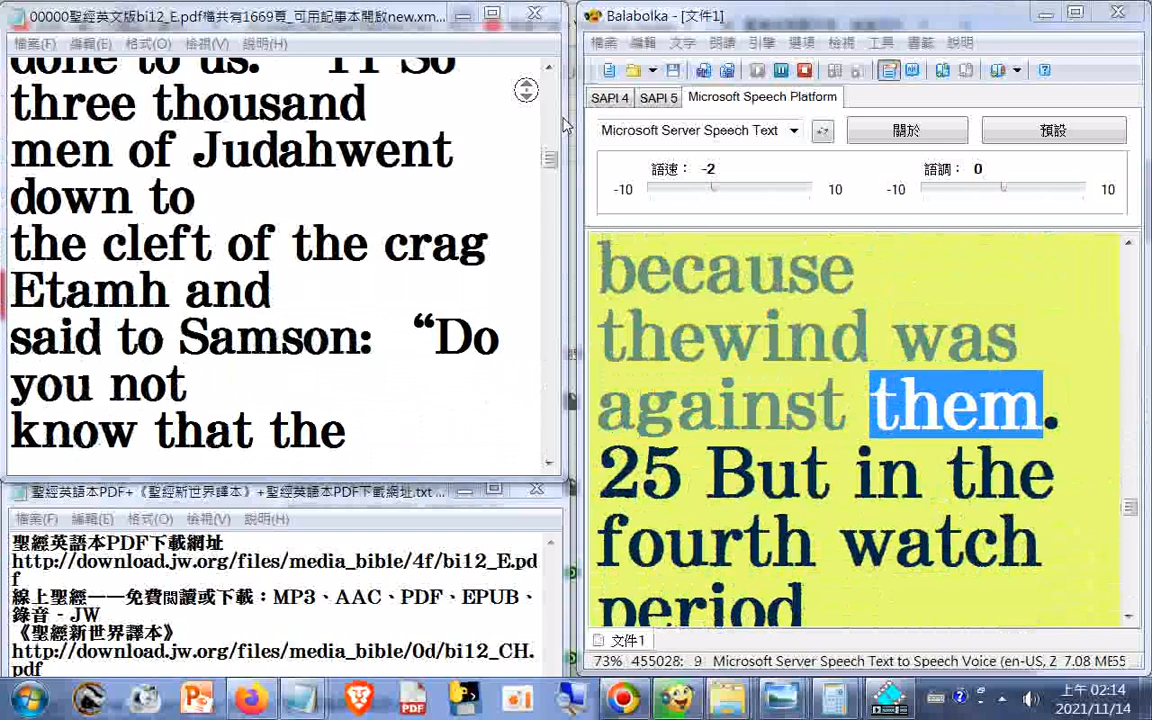 00000聖經英文版bi12_E.pdf檔共有1669頁_可用記事本開啟new.xm...
檔案(F) 編輯(E) 格式(O) 檢視(V) 說明(H)
done to us." 11 So
three thousand
men of Judahwent
down to
the cleft of the crag
Etamh and
said to Samson: “Do
you not
know that the
聖經英語本PDF+《聖經新世界譯本》+聖經英語本PDF下載網址.txt ...
檔案(F) 編輯(E) 格式(O) 檢視(V) 說明(H)
聖經英語本PDF下載網址
http://download.jw.org/files/media_bible/4f/bi12_E.pd
f
線上聖經——免費閱讀或下載：MP3、AAC、PDF、EPUB、
錄音 - JW
《聖經新世界譯本》
http://download.jw.org/files/media_bible/0d/bi12_CH.
pdf
Balabolka - [文件1]
檔案 編輯 文字 朗讀 引擎 選項 檢視 工具 書籤 說明
SAPI 4 SAPI 5 Microsoft Speech Platform
Microsoft Server Speech Text 關於 預設
語速： -2 語調： 0
-10 10 -10 10
because
thewind was
against them.
25 But in the
fourth watch
period
文件1
73% 455028: 9 Microsoft Server Speech Text to Speech Voice (en-US, Z 7.08 ME55
PDF
上午 02:14
2021/11/14